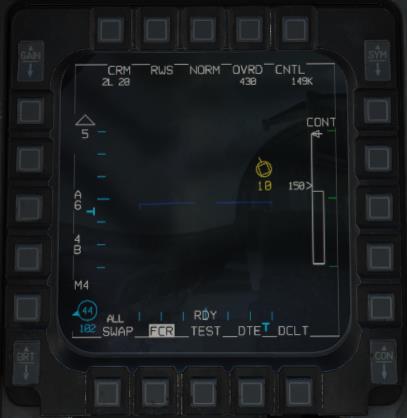 GAIN
SYM
CRM RWS NORM OVRD CNTL
2L 20 430 149K
5
CONT
10
150>
A
6
4
B
M4
44
102
ALL
RDY
SWAP FCR TEST DTE T DCLT
BRT
CON